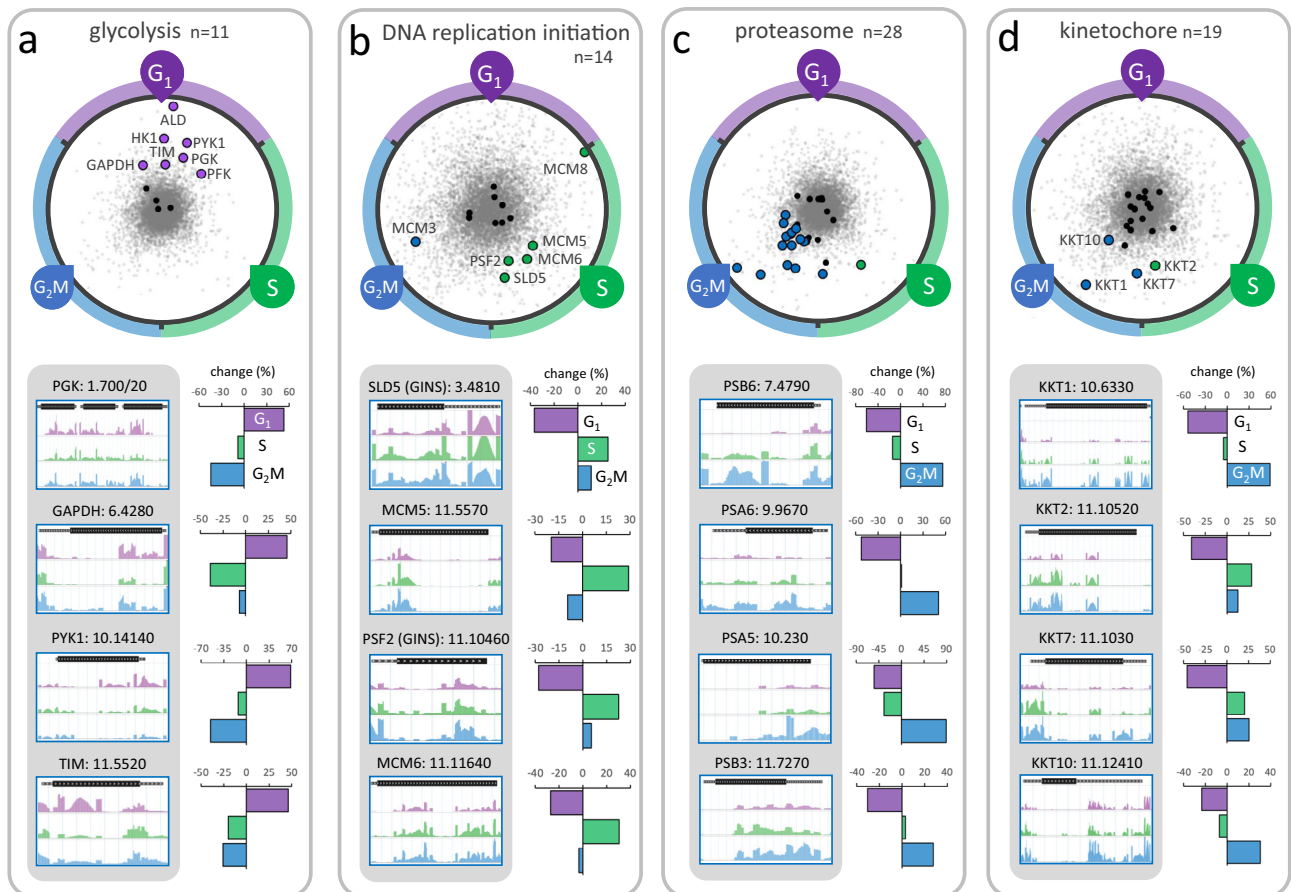 a
glycolysis n=11
G1
ALD
HK1
PYK1
TIM
PGK
GAPDH
PFK
G2M
S
change (%)
PGK: 1.700/20
-60 -30 0 30 60
G1
S
G2M
GAPDH: 6.4280
-50 -25 0 25 50
PYK1: 10.14140
-70 -35 0 35 70
TIM: 11.5520
-50 -25 0 25 50
b
DNA replication initiation
n=14
G1
MCM8
MCM3
MCM5
PSF2
MCM6
SLD5
G2M
S
change (%)
SLD5 (GINS): 3.4810
-40 -20 0 20 40
G1
S
G2M
MCM5: 11.5570
-30 -15 0 15 30
PSF2 (GINS): 11.10460
-30 -15 0 15 30
MCM6: 11.11640
-40 -20 0 20 40
c
proteasome n=28
G1
G2M
S
change (%)
PSB6: 7.4790
-80 -40 0 40 80
G1
S
G2M
PSA6: 9.9670
-60 -30 0 30 60
PSA5: 10.230
-90 -45 0 45 90
PSB3: 11.7270
-80 -40 0 20 40
d
kinetochore n=19
G1
KKT10
KKT2
KKT7
KKT1
G2M
S
change (%)
KKT1: 10.6330
-60 -30 0 30 60
G1
S
G2M
KKT2: 11.10520
-50 -25 0 25 50
KKT7: 11.1030
-50 -25 0 25 50
KKT10: 11.12410
-40 -20 0 20 40